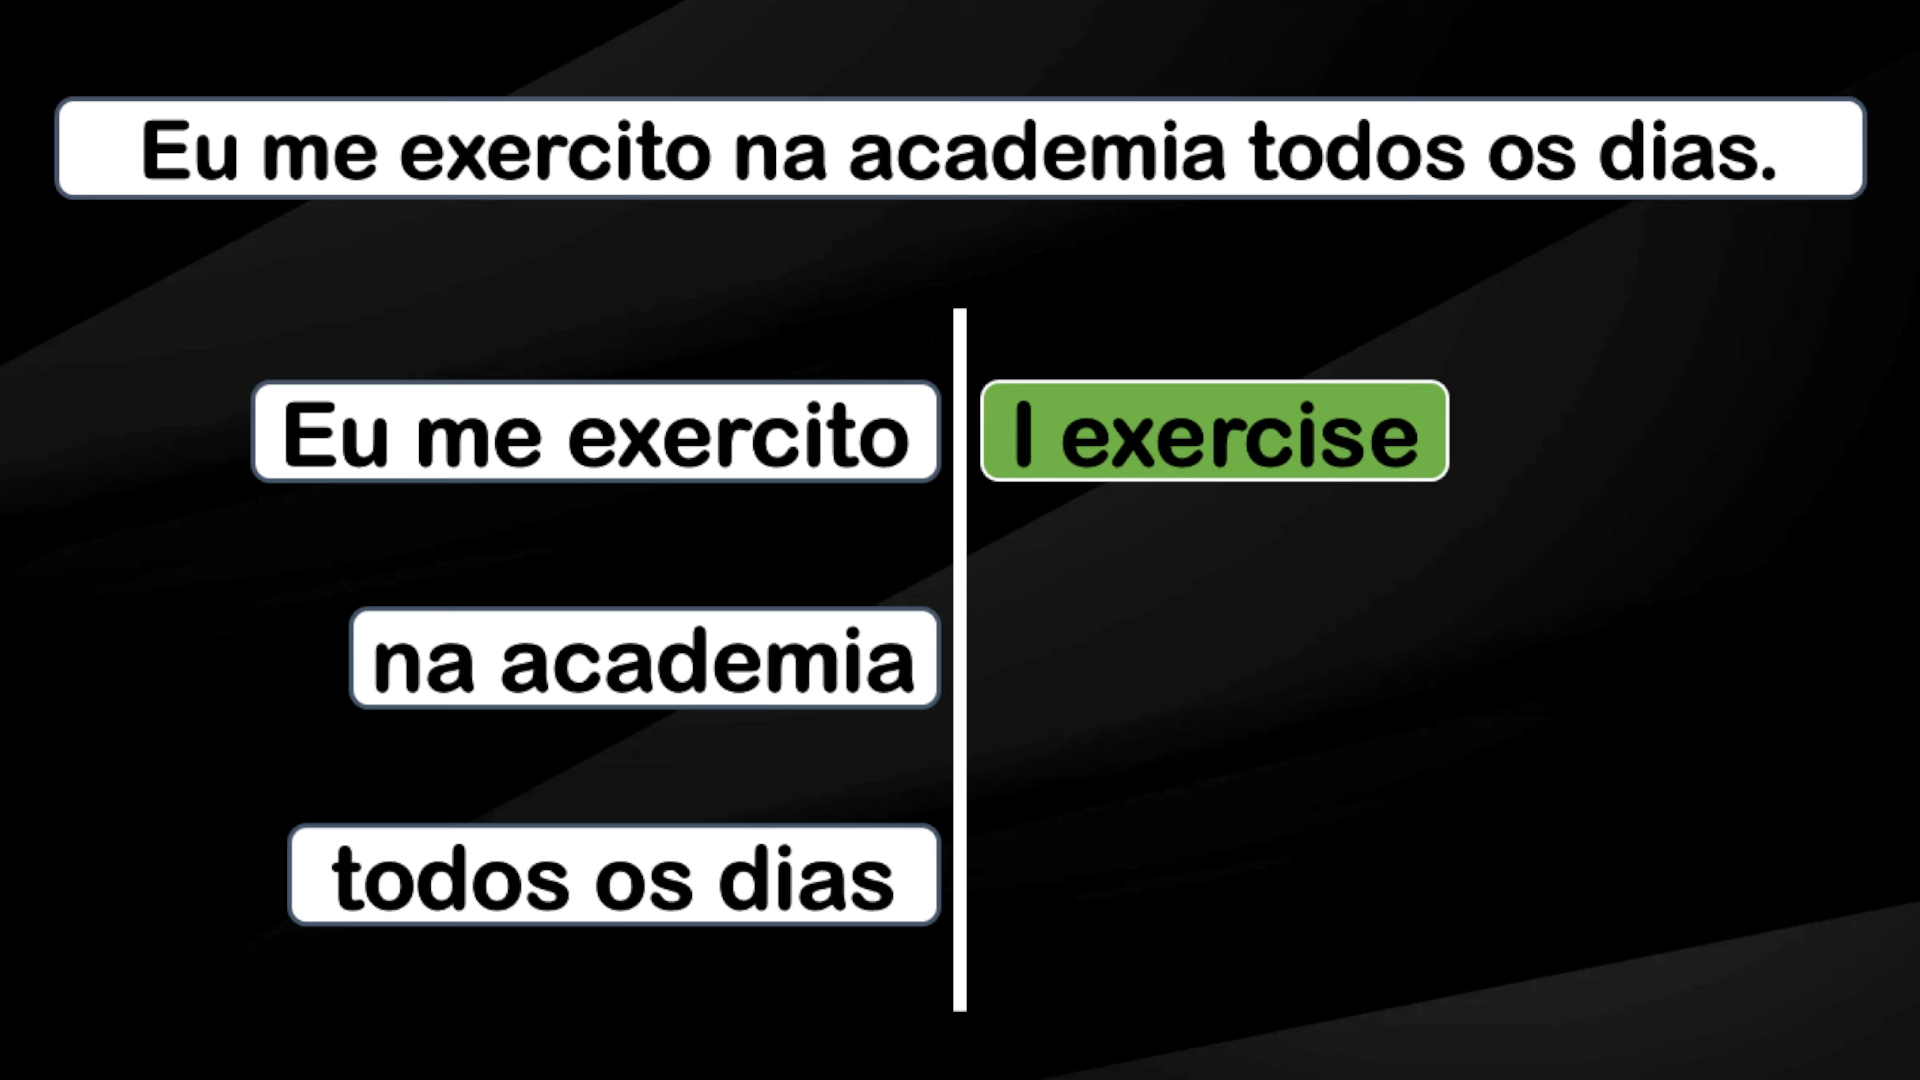 Eu me exercito na academia todos os dias.
Eu me exercito
I exercise
na academia
todos os dias